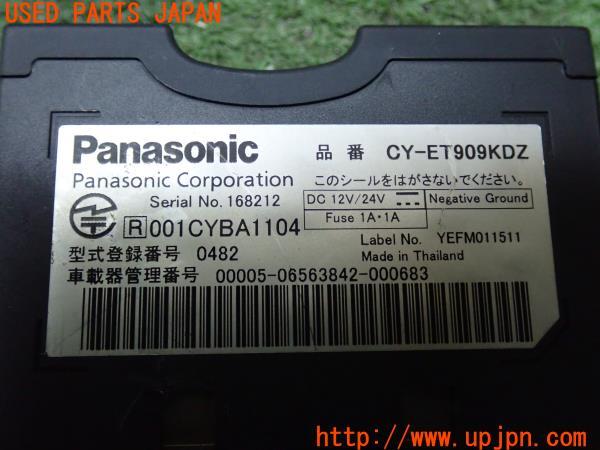 USED PARTS JAPAN
Panasonic
品 番 CY-ET909KDZ
Panasonic Corporation
このシールをはがさないでください。
Serial No. 168212
DC 12V/24V Negative Ground
Fuse 1A･1A
R 001CYBA1104
Label No. YEFM011511
型式登録番号 0482
Made in Thailand
車載器管理番号 00005-06563842-000683
UPJ www.upjpn.com